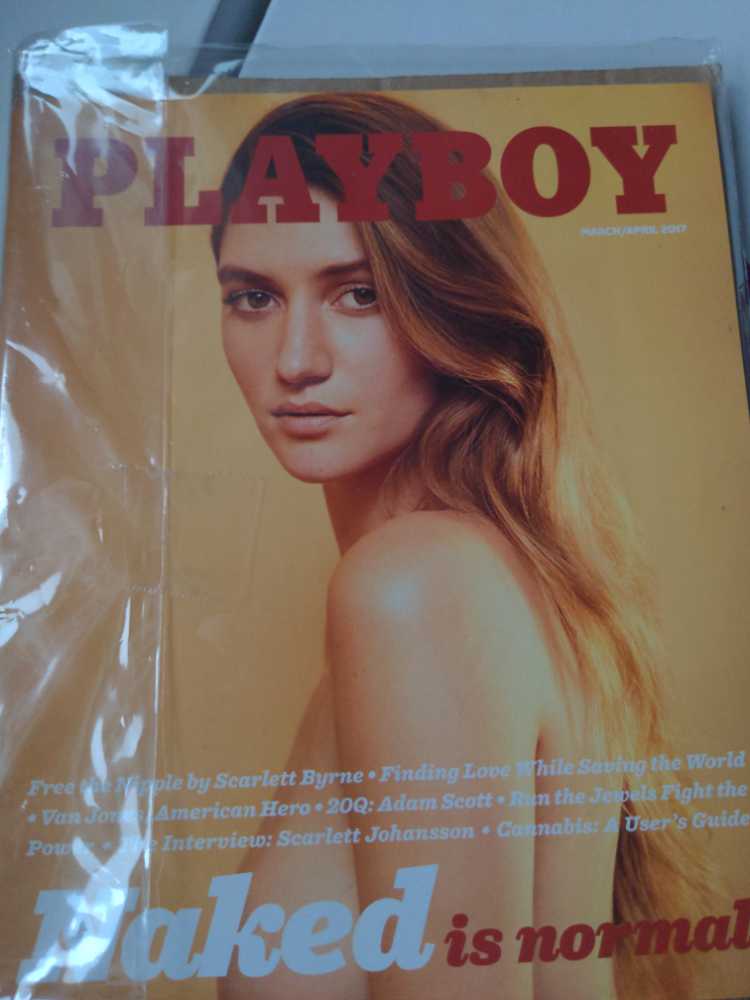 PLAYBOY
MARCH/APRIL 2017
Free the Nipple by Scarlett Byrne • Finding Love While Saving the World
• Van Jones, American Hero • 20Q: Adam Scott • Run the Jewels Fight the
Power • The Interview: Scarlett Johansson • Cannabis: A User's Guide
Naked is normal